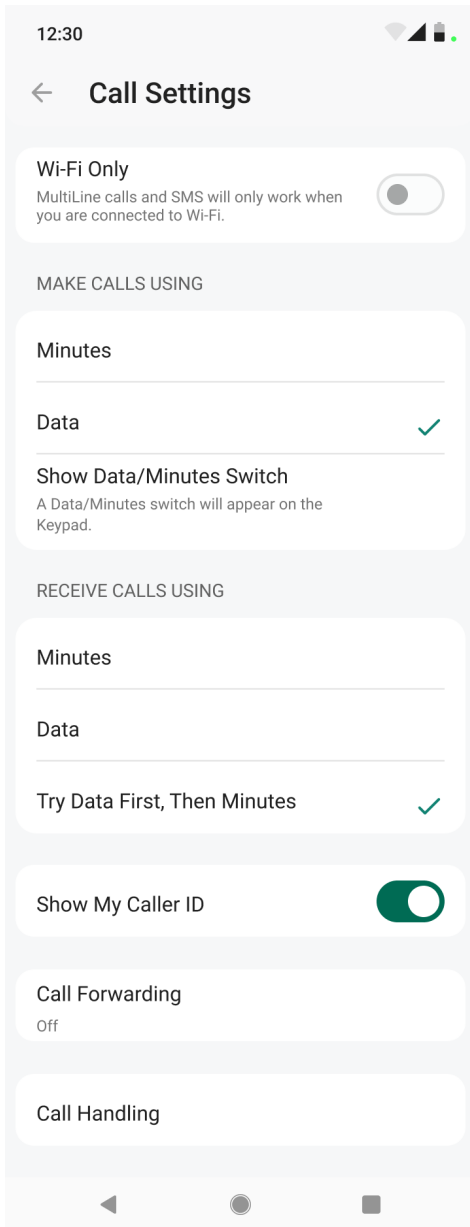 12:30
Call Settings
Wi-Fi Only
MultiLine calls and SMS will only work when
you are connected to Wi-Fi.
MAKE CALLS USING
Minutes
Data
Show Data/Minutes Switch
A Data/Minutes switch will appear on the
Keypad.
RECEIVE CALLS USING
Minutes
Data
Try Data First, Then Minutes
Show My Caller ID
Call Forwarding
Off
Call Handling